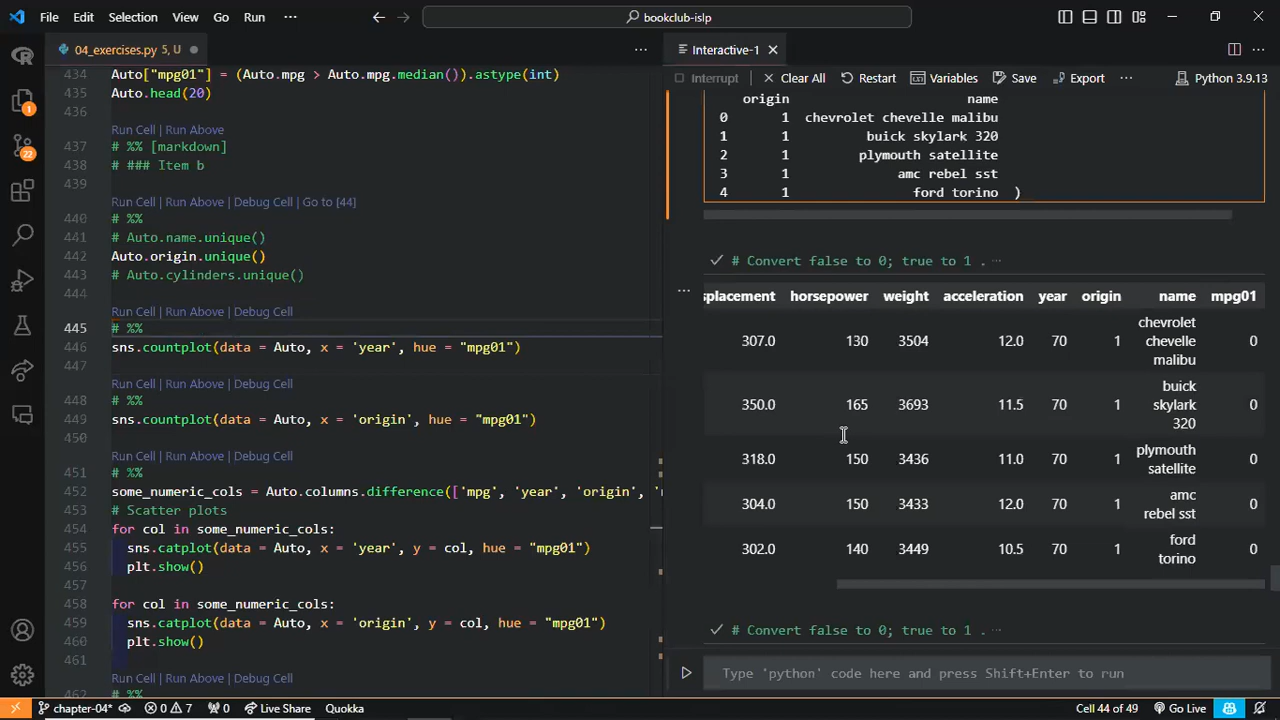 File Edit Selection View Go Run ··· bookclub-islp
04_exercises.py 5, U
434 Auto["mpg01"] = (Auto.mpg > Auto.mpg.median()).astype(int)
435 Auto.head(20)
436
Run Cell | Run Above
437 # %% [markdown]
438 # ### Item b
439
Run Cell | Run Above | Debug Cell | Go to [44]
440 # %%
441 # Auto.name.unique()
442 Auto.origin.unique()
443 # Auto.cylinders.unique()
444
Run Cell | Run Above | Debug Cell
445 # %%
446 sns.countplot(data = Auto, x = 'year', hue = "mpg01")
447
Run Cell | Run Above | Debug Cell
448 # %%
449 sns.countplot(data = Auto, x = 'origin', hue = "mpg01")
450
Run Cell | Run Above | Debug Cell
451 # %%
452 some_numeric_cols = Auto.columns.difference(['mpg', 'year', 'origin', '
453 # Scatter plots
454 for col in some_numeric_cols:
455 sns.catplot(data = Auto, x = 'year', y = col, hue = "mpg01")
456 plt.show()
457
458 for col in some_numeric_cols:
459 sns.catplot(data = Auto, x = 'origin', y = col, hue = "mpg01")
460 plt.show()
461
Run Cell | Run Above | Debug Cell
462 # %%
Interactive-1
Interrupt Clear All Restart Variables Save Export ··· Python 3.9.13
origin name
0 1 chevrolet chevelle malibu
1 1 buick skylark 320
2 1 plymouth satellite
3 1 amc rebel sst
4 1 ford torino )
# Convert false to 0; true to 1 . ···
splacement horsepower weight acceleration year origin name mpg01
307.0 130 3504 12.0 70 1 chevrolet chevelle malibu 0
350.0 165 3693 11.5 70 1 buick skylark 320 0
318.0 150 3436 11.0 70 1 plymouth satellite 0
304.0 150 3433 12.0 70 1 amc rebel sst 0
302.0 140 3449 10.5 70 1 ford torino 0
# Convert false to 0; true to 1 . ···
Type 'python' code here and press Shift+Enter to run
1
22
chapter-04* 0 7 0 Live Share Quokka Cell 44 of 49 Go Live